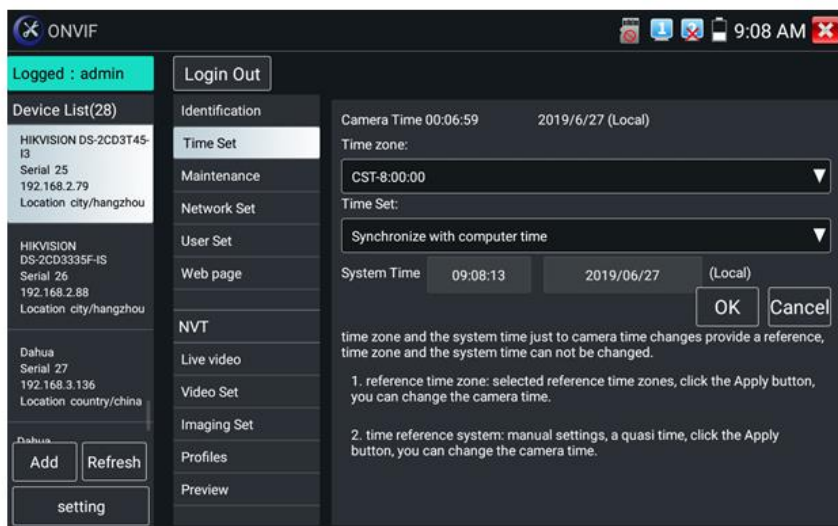 ONVIF
1
9:08 AM
Logged : admin
Login Out
Device List(28)
HIKVISION DS-2CD3T45-
I3
Serial 25
192.168.2.79
Location city/hangzhou
HIKVISION
DS-2CD3335F-IS
Serial 26
192.168.2.88
Location city/hangzhou
Dahua
Serial 27
192.168.3.136
Location country/china
Dahua
Add
Refresh
setting
Identification
Time Set
Maintenance
Network Set
User Set
Web page
NVT
Live video
Video Set
Imaging Set
Profiles
Preview
Camera Time 00:06:59 2019/6/27 (Local)
Time zone:
CST-8:00:00
Time Set:
Synchronize with computer time
System Time 09:08:13 2019/06/27 (Local)
OK Cancel
time zone and the system time just to camera time changes provide a reference,
time zone and the system time can not be changed.
1. reference time zone: selected reference time zones, click the Apply button,
you can change the camera time.
2. time reference system: manual settings, a quasi time, click the Apply
button, you can change the camera time.